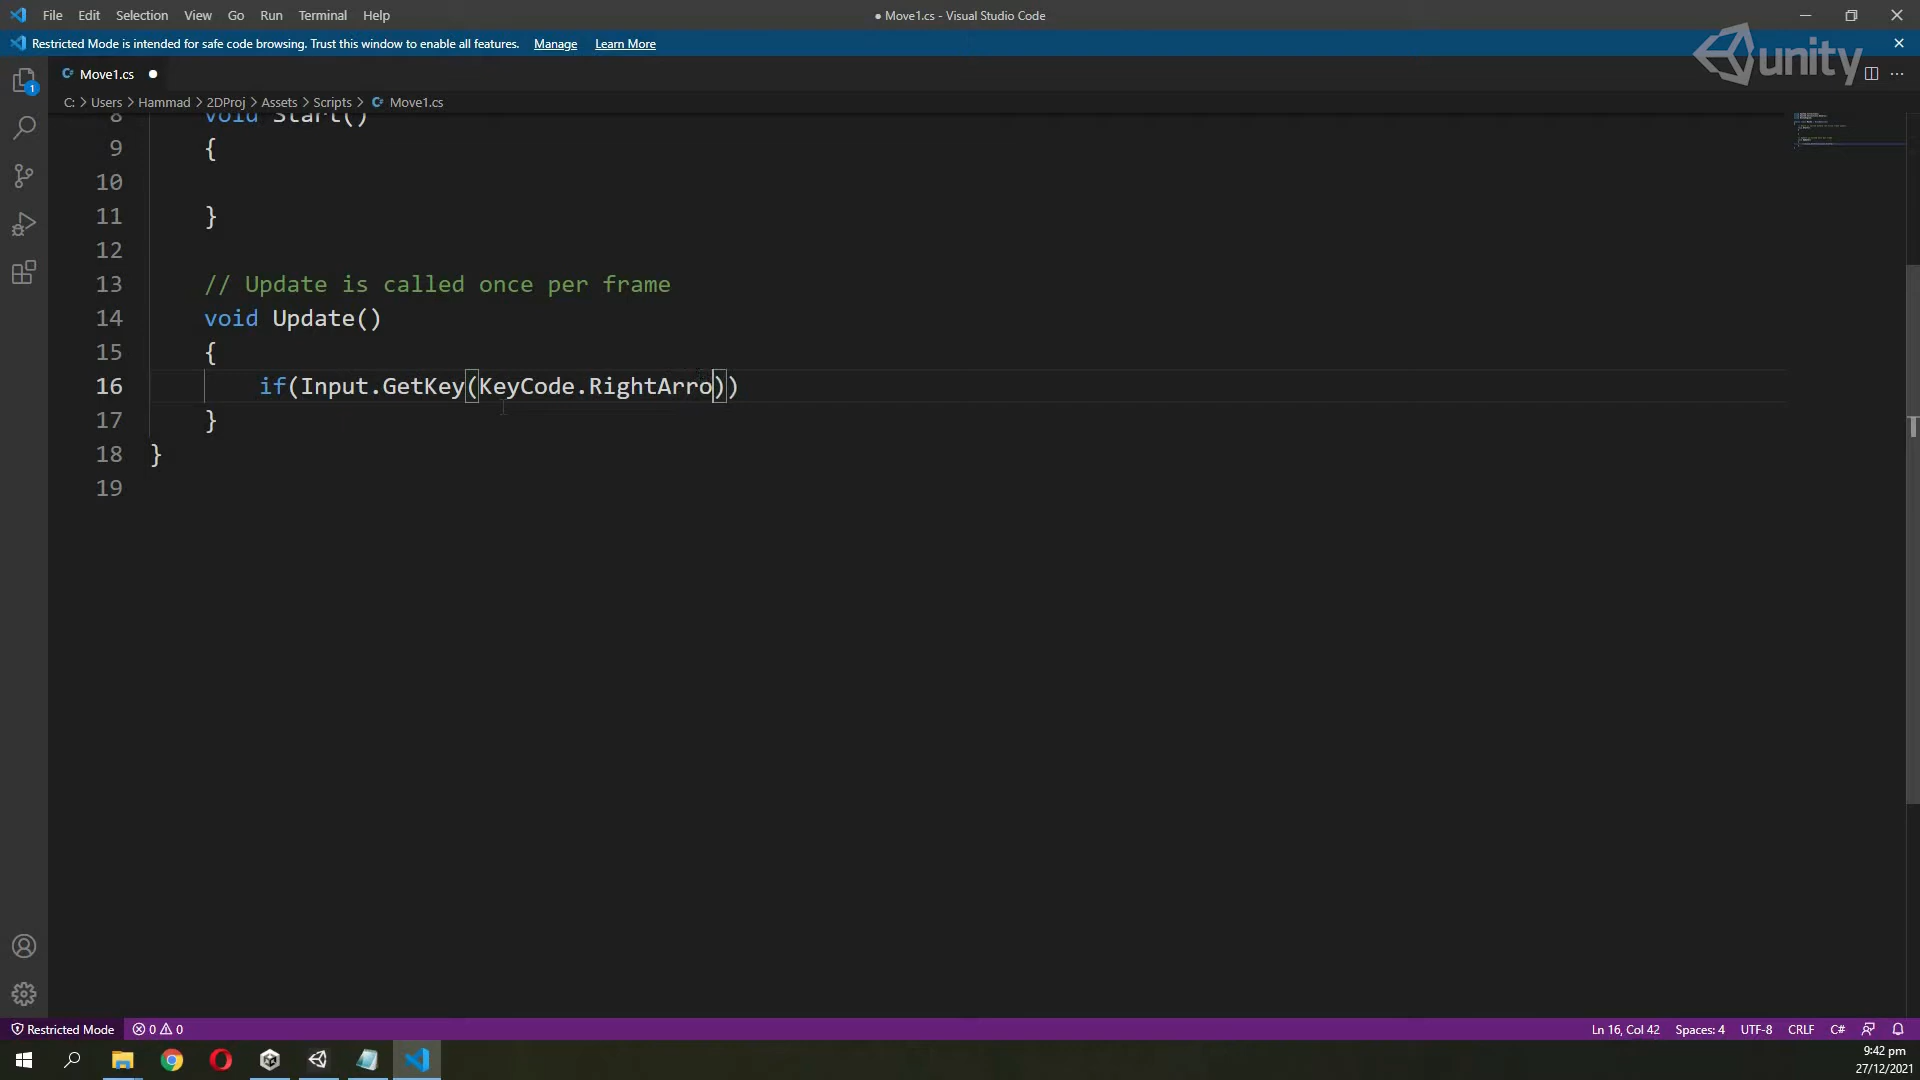 File Edit Selection View Go Run Terminal Help
● Move1.cs - Visual Studio Code
Restricted Mode is intended for safe code browsing. Trust this window to enable all features. Manage Learn More
unity
1
Move1.cs ●
C: > Users > Hammad > 2DProj > Assets > Scripts > Move1.cs
8 void Start()
9 {
10
11 }
12
13 // Update is called once per frame
14 void Update()
15 {
16 if(Input.GetKey(KeyCode.RightArro))
17 }
18 }
19
Restricted Mode 0 0
Ln 16, Col 42 Spaces: 4 UTF-8 CRLF C#
9:42 pm
27/12/2021